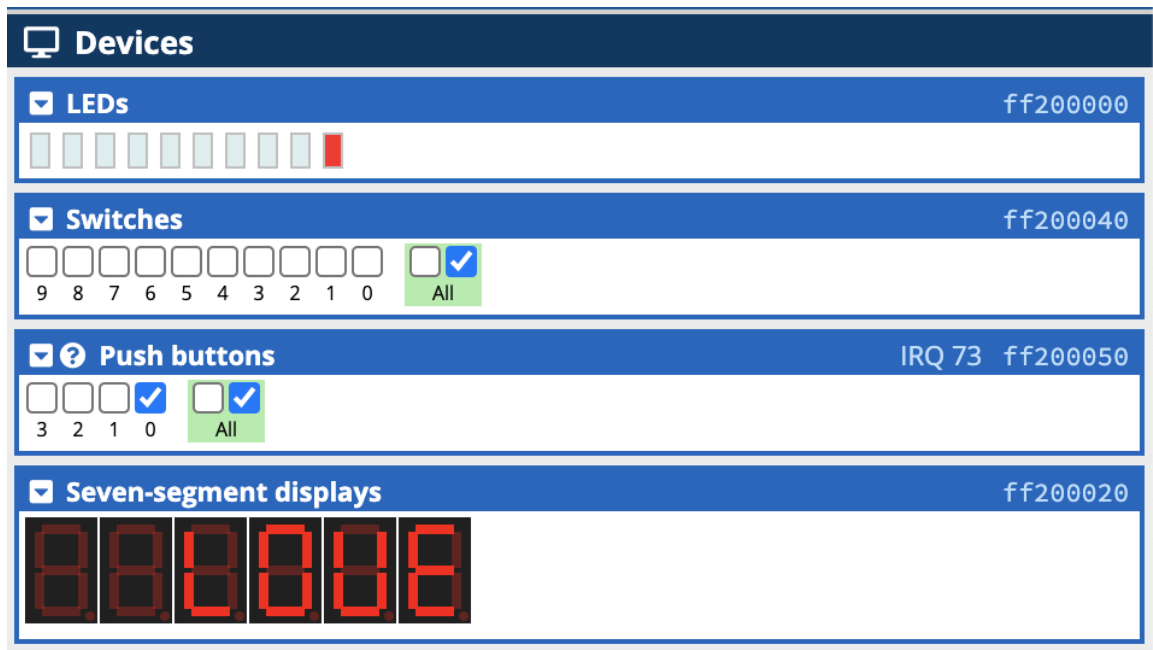 Devices
LEDs ff200000
Switches ff200040
9 8 7 6 5 4 3 2 1 0 All
Push buttons IRQ 73 ff200050
3 2 1 0 All
Seven-segment displays ff200020
LOUE